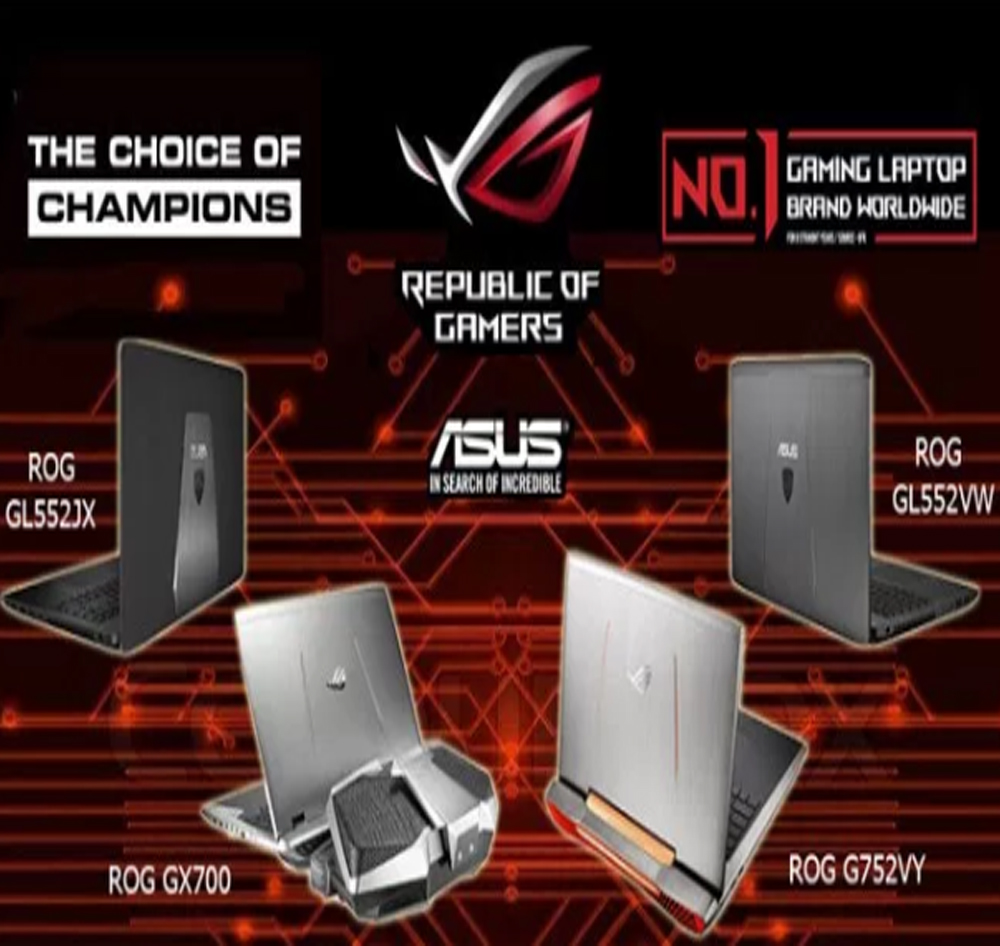 THE CHOICE OF
CHAMPIONS
REPUBLIC OF
GAMERS
NO.1
GAMING LAPTOP
BRAND WORLDWIDE
ASUS
IN SEARCH OF INCREDIBLE
ROG
GL552JX
ASUS
ROG
GL552VW
ROG GX700
ROG G752VY